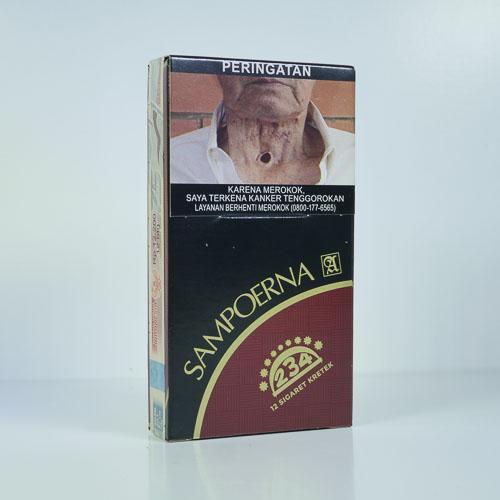 PERINGATAN
KARENA MEROKOK,
SAYA TERKENA KANKER TENGGOROKAN
LAYANAN BERHENTI MEROKOK (0800-177-6565)
SAMPOERNA A
234
12 SIGARET KRETEK